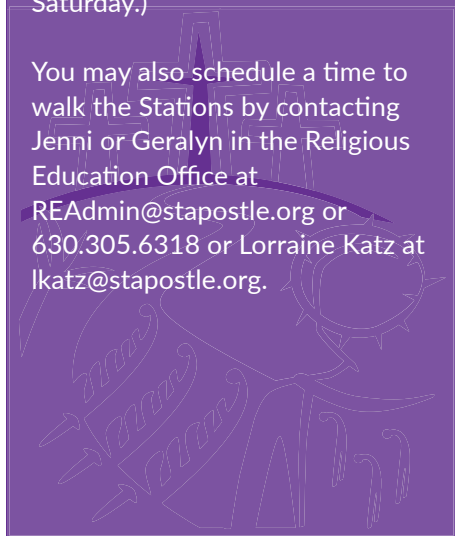 Saturday.)
You may also schedule a time to
walk the Stations by contacting
Jenni or Geralyn in the Religious
Education Office at
REAdmin@stapostle.org or
630.305.6318 or Lorraine Katz at
lkatz@stapostle.org.